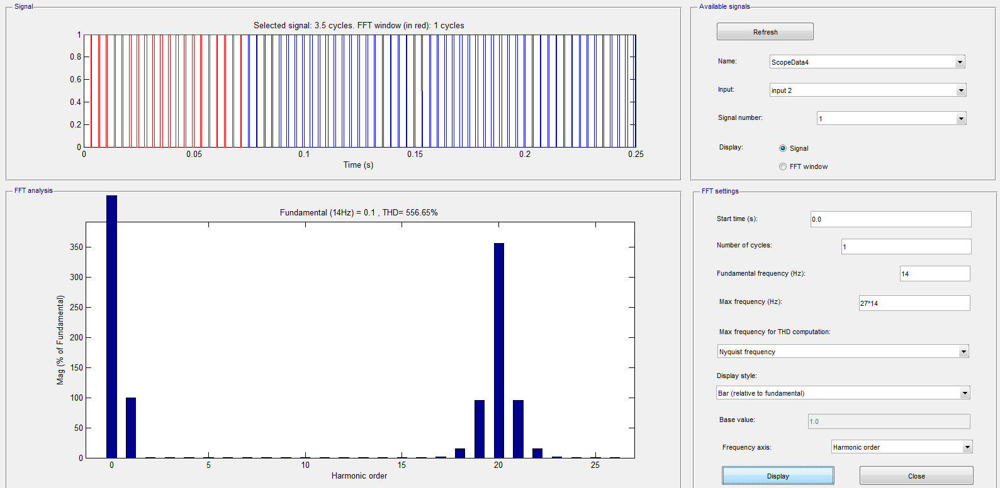 Signal
Selected signal: 3.5 cycles. FFT window (in red): 1 cycles
1
0.8
0.6
0.4
0.2
0
0 0.05 0.1 0.15 0.2 0.25
Time (s)
FFT analysis
Fundamental (14Hz) = 0.1 , THD= 556.65%
Mag (% of Fundamental)
350
300
250
200
150
100
50
0
0 5 10 15 20 25
Harmonic order
Available signals
Refresh
Name: ScopeData4
Input: input 2
Signal number: 1
Display: Signal
FFT window
FFT settings
Start time (s): 0.0
Number of cycles: 1
Fundamental frequency (Hz): 14
Max frequency (Hz): 27*14
Max frequency for THD computation:
Nyquist frequency
Display style:
Bar (relative to fundamental)
Base value: 1.0
Frequency axis: Harmonic order
Display Close